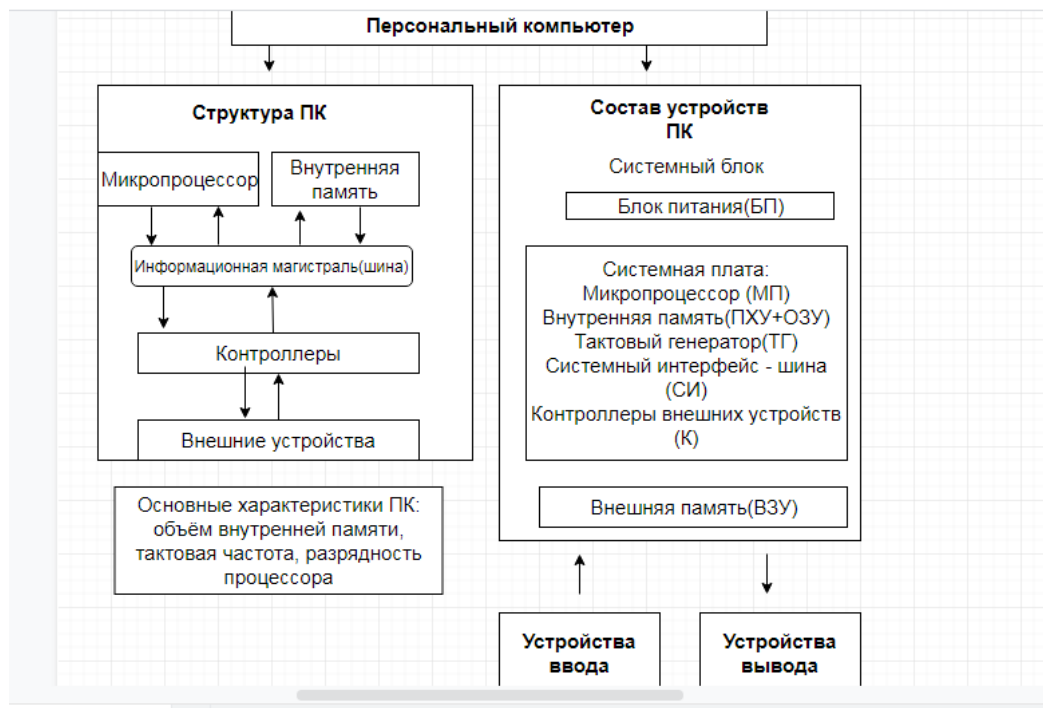 Персональный компьютер
Структура ПК
Микропроцессор
Внутренняя
память
Информационная магистраль(шина)
Контроллеры
Внешние устройства
Основные характеристики ПК:
объём внутренней памяти,
тактовая частота, разрядность
процессора
Состав устройств
ПК
Системный блок
Блок питания(БП)
Системная плата:
Микропроцессор (МП)
Внутренняя память(ПХУ+ОЗУ)
Тактовый генератор(ТГ)
Системный интерфейс - шина
(СИ)
Контроллеры внешних устройств
(К)
Внешняя память(ВЗУ)
Устройства
ввода
Устройства
вывода